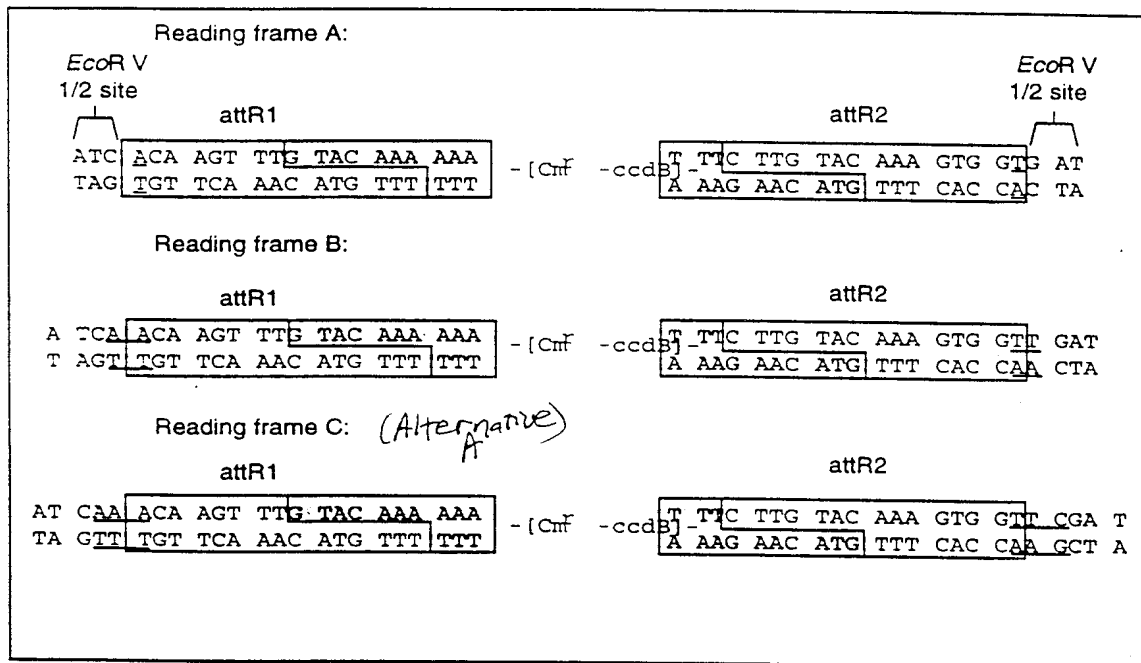 Reading frame A:
EcoR V EcoR V
1/2 site 1/2 site
attR1 attR2
ATC ACA AGT TTG TAC AAA AAA -[Cmr -ccdB]- T TTC TTG TAC AAA GTG GTGAT
TAG TGT TCA AAC ATG TTT TTT A AAG AAC ATG TTT CAC CACTA
Reading frame B:
attR1 attR2
A TCA ACA AGT TTG TAC AAA AAA -[Cmr -ccdB]- T TTC TTG TAC AAA GTG GTT GAT
T AGT TGT TCA AAC ATG TTT TTT A AAG AAC ATG TTT CAC CAA CTA
Reading frame C: (Alternative A)
attR1 attR2
AT CAA ACA AGT TTG TAC AAA AAA -[Cmr -ccdB]- T TTC TTG TAC AAA GTG GTT CGA T
TA GTT TGT TCA AAC ATG TTT TTT A AAG AAC ATG TTT CAC CAA GCT A